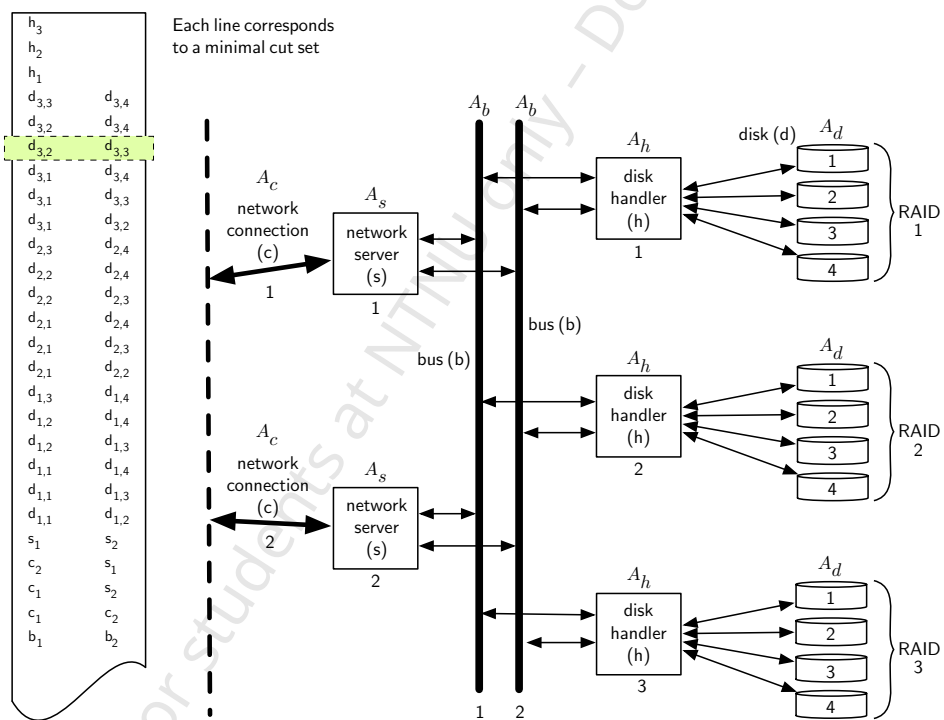 Each line corresponds
to a minimal cut set
h3
h2
h1
d3,3 d3,4
d3,2 d3,4
d3,2 d3,3
d3,1 d3,4
d3,1 d3,3
d3,1 d3,2
d2,3 d2,4
d2,2 d2,4
d2,2 d2,3
d2,1 d2,4
d2,1 d2,3
d2,1 d2,2
d1,3 d1,4
d1,2 d1,4
d1,2 d1,3
d1,1 d1,4
d1,1 d1,3
d1,1 d1,2
s1 s2
c2 s1
c1 s2
c1 c2
b1 b2
Ac
network
connection
(c)
1
As
network
server
(s)
1
Ac
network
connection
(c)
2
As
network
server
(s)
2
Ab Ab
bus (b)
bus (b)
1 2
Ah
disk
handler
(h)
1
disk (d)
Ad
1
2
3
4
RAID
1
Ah
disk
handler
(h)
2
Ad
1
2
3
4
RAID
2
Ah
disk
handler
(h)
3
Ad
1
2
3
4
RAID
3
or students at NTNU only – Do